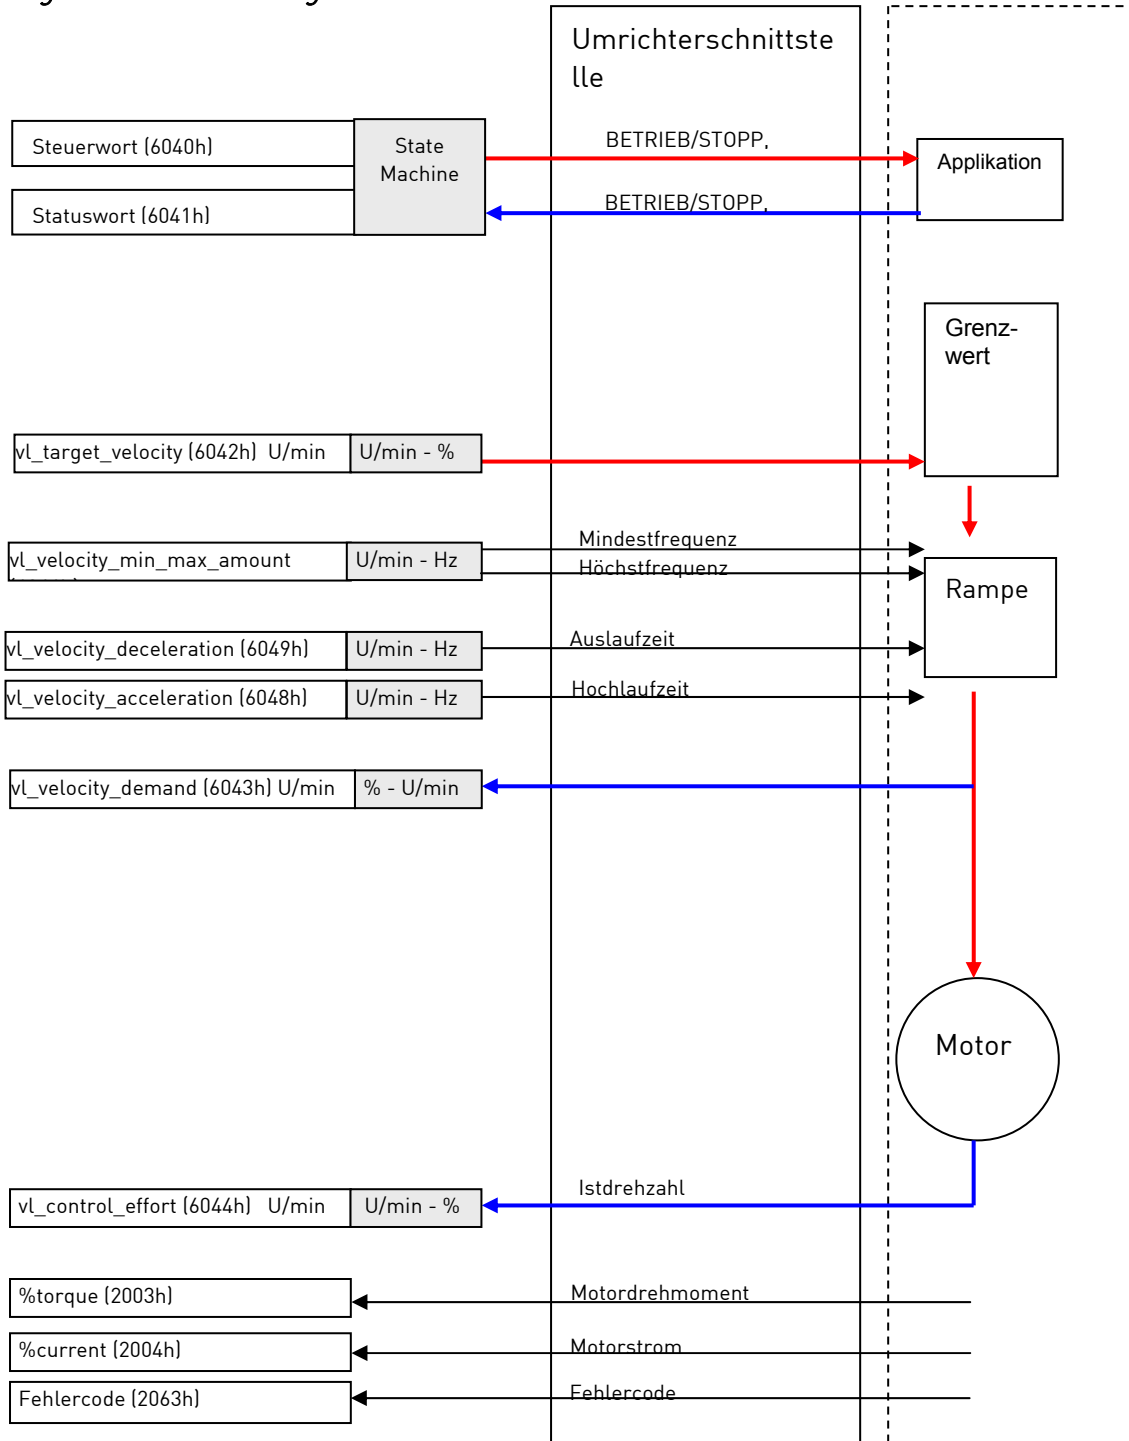 Umrichterschnittste
lle
Steuerwort (6040h)
State
Machine
BETRIEB/STOPP,
Applikation
Statuswort (6041h)
BETRIEB/STOPP,
Grenz-
wert
vl_target_velocity (6042h) U/min
U/min - %
vl_velocity_min_max_amount
U/min - Hz
Mindestfrequenz
Höchstfrequenz
Rampe
vl_velocity_deceleration (6049h)
U/min - Hz
Auslaufzeit
vl_velocity_acceleration (6048h)
U/min - Hz
Hochlaufzeit
vl_velocity_demand (6043h) U/min
% - U/min
Motor
vl_control_effort (6044h) U/min
U/min - %
Istdrehzahl
%torque (2003h)
Motordrehmoment
%current (2004h)
Motorstrom
Fehlercode (2063h)
Fehlercode